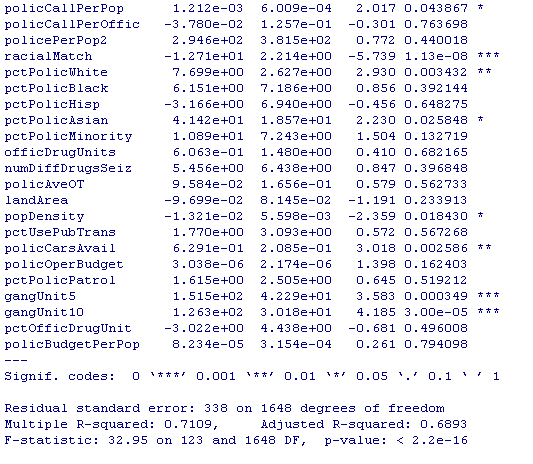 policCallPerPop 1.212e-03 6.009e-04 2.017 0.043867 *
policCallPerOffic -3.780e-02 1.257e-01 -0.301 0.763698
policePerPop2 2.946e+02 3.815e+02 0.772 0.440018
racialMatch -1.271e+01 2.214e+00 -5.739 1.13e-08 ***
pctPolicWhite 7.699e+00 2.627e+00 2.930 0.003432 **
pctPolicBlack 6.151e+00 7.186e+00 0.856 0.392144
pctPolicHisp -3.166e+00 6.940e+00 -0.456 0.648275
pctPolicAsian 4.142e+01 1.857e+01 2.230 0.025848 *
pctPolicMinority 1.089e+01 7.243e+00 1.504 0.132719
officDrugUnits 6.063e-01 1.480e+00 0.410 0.682165
numDiffDrugsSeiz 5.456e+00 6.438e+00 0.847 0.396848
policAveOT 9.584e-02 1.656e-01 0.579 0.562733
landArea -9.699e-02 8.145e-02 -1.191 0.233913
popDensity -1.321e-02 5.598e-03 -2.359 0.018430 *
pctUsePubTrans 1.770e+00 3.093e+00 0.572 0.567268
policCarsAvail 6.291e-01 2.085e-01 3.018 0.002586 **
policOperBudget 3.038e-06 2.174e-06 1.398 0.162403
pctPolicPatrol 1.615e+00 2.505e+00 0.645 0.519212
gangUnit5 1.515e+02 4.229e+01 3.583 0.000349 ***
gangUnit10 1.263e+02 3.018e+01 4.185 3.00e-05 ***
pctOfficDrugUnit -3.022e+00 4.438e+00 -0.681 0.496008
policBudgetPerPop 8.234e-05 3.154e-04 0.261 0.794098
---
Signif. codes: 0 ‘***’ 0.001 ‘**’ 0.01 ‘*’ 0.05 ‘.’ 0.1 ‘ ’ 1
Residual standard error: 338 on 1648 degrees of freedom
Multiple R-squared: 0.7109, Adjusted R-squared: 0.6893
F-statistic: 32.95 on 123 and 1648 DF, p-value: < 2.2e-16